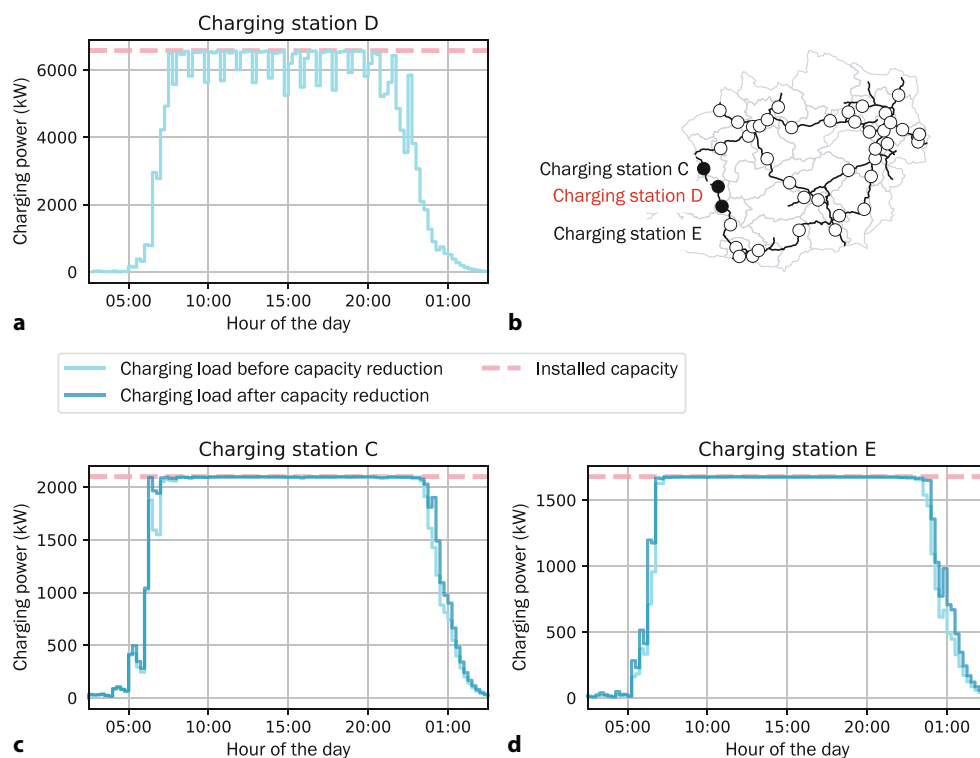 Charging station D
Charging power (kW)
6000
4000
2000
0
05:00 10:00 15:00 20:00 01:00
Hour of the day
a
Charging station C
Charging station D
Charging station E
b
Charging load before capacity reduction
Installed capacity
Charging load after capacity reduction
Charging station C
Charging power (kW)
2000
1500
1000
500
0
05:00 10:00 15:00 20:00 01:00
Hour of the day
c
Charging station E
Charging power (kW)
1500
1000
500
0
05:00 10:00 15:00 20:00 01:00
Hour of the day
d